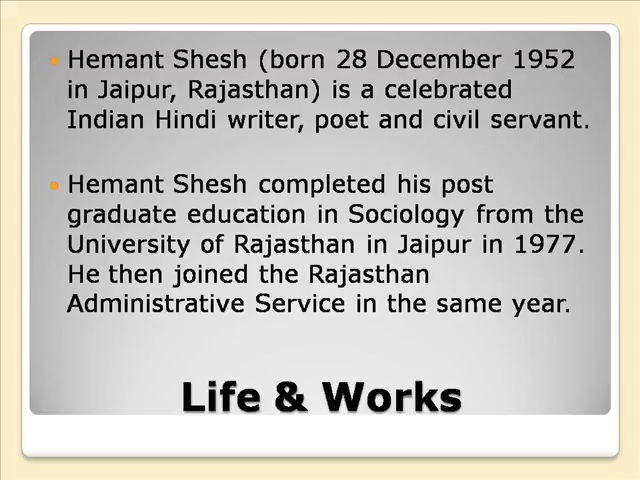 Hemant Shesh (born 28 December 1952
in Jaipur, Rajasthan) is a celebrated
Indian Hindi writer, poet and civil servant.
Hemant Shesh completed his post
graduate education in Sociology from the
University of Rajasthan in Jaipur in 1977.
He then joined the Rajasthan
Administrative Service in the same year.
Life & Works